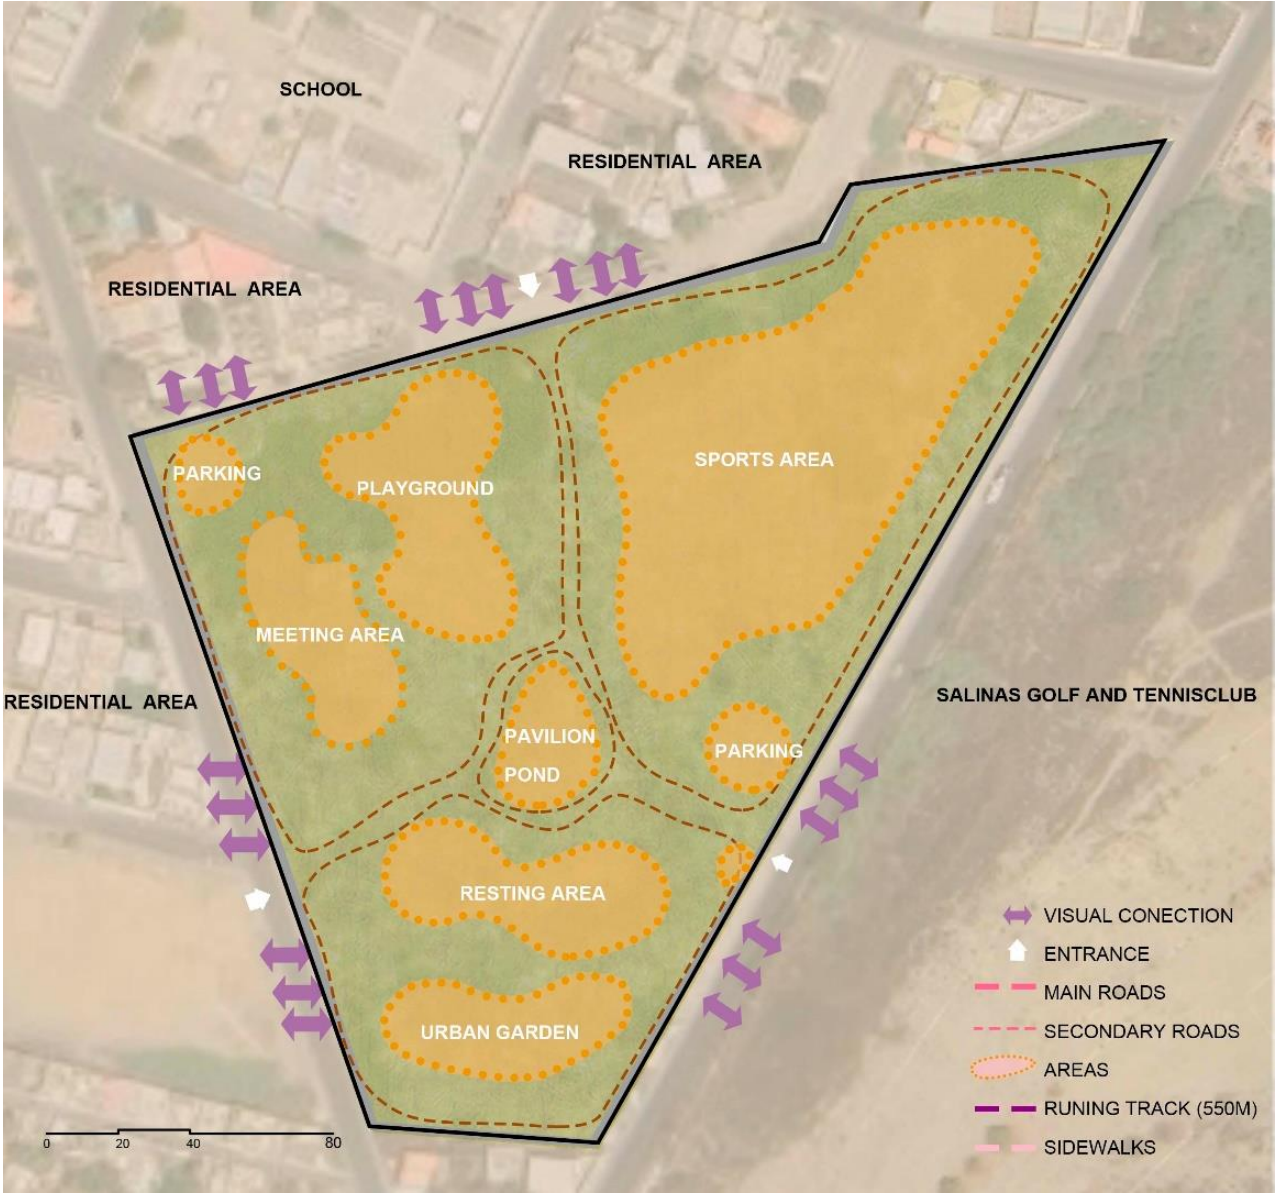 SCHOOL
RESIDENTIAL AREA
RESIDENTIAL AREA
PARKING
PLAYGROUND
SPORTS AREA
MEETING AREA
RESIDENTIAL AREA
SALINAS GOLF AND TENNISCLUB
PAVILION
POND
PARKING
RESTING AREA
URBAN GARDEN
VISUAL CONECTION
ENTRANCE
MAIN ROADS
SECONDARY ROADS
AREAS
RUNING TRACK (550M)
SIDEWALKS
0 20 40 80